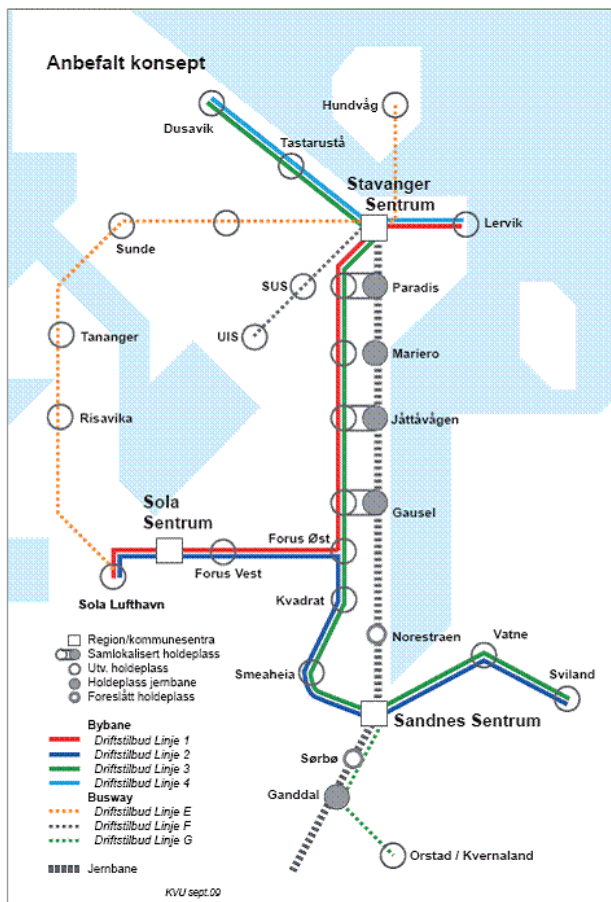 Anbefalt konsept
Hundvåg
Dusavik
Tastarustå
Stavanger
Sentrum
Lervik
Sunde
SUS
Paradis
UIS
Tananger
Mariero
Risavika
Jåttåvågen
Sola
Sentrum
Gausel
Forus Øst
Forus Vest
Sola Lufthavn
Kvadrat
Norestraen
Vatne
Smeaheia
Sviland
Sandnes Sentrum
Sørbø
Ganddal
Orstad / Kvernaland
Region/kommunesentra
Samlokalisert holdeplass
Utv. holdeplass
Holdeplass jernbane
Foreslått holdeplass
Bybane
Driftstilbud Linje 1
Driftstilbud Linje 2
Driftstilbud Linje 3
Driftstilbud Linje 4
Busway
Driftstilbud Linje E
Driftstilbud Linje F
Driftstilbud Linje G
Jernbane
KVU sept.09